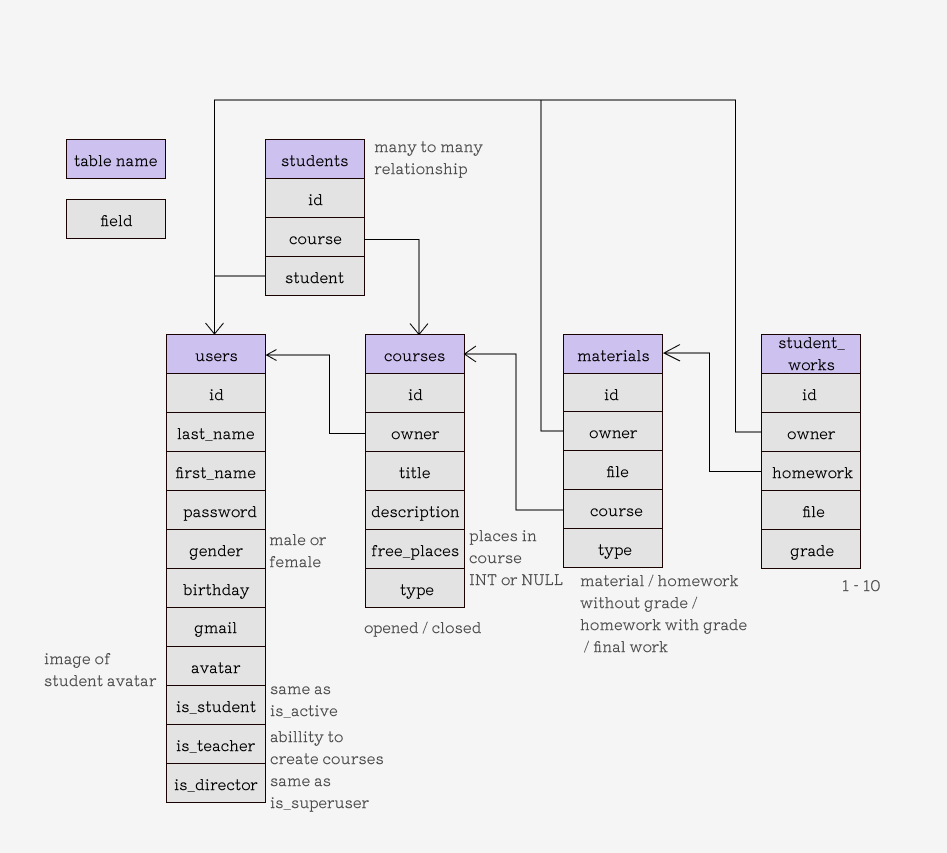 table name
field
students
id
course
student
many to many
relationship
users
id
last_name
first_name
password
gender
birthday
gmail
avatar
is_student
is_teacher
is_director
male or
female
image of
student avatar
same as
is_active
abillity to
create courses
same as
is_superuser
courses
id
owner
title
description
free_places
type
places in
course
INT or NULL
opened / closed
materials
id
owner
file
course
type
material / homework
without grade /
homework with grade
/ final work
student_
works
id
owner
homework
file
grade
1 - 10